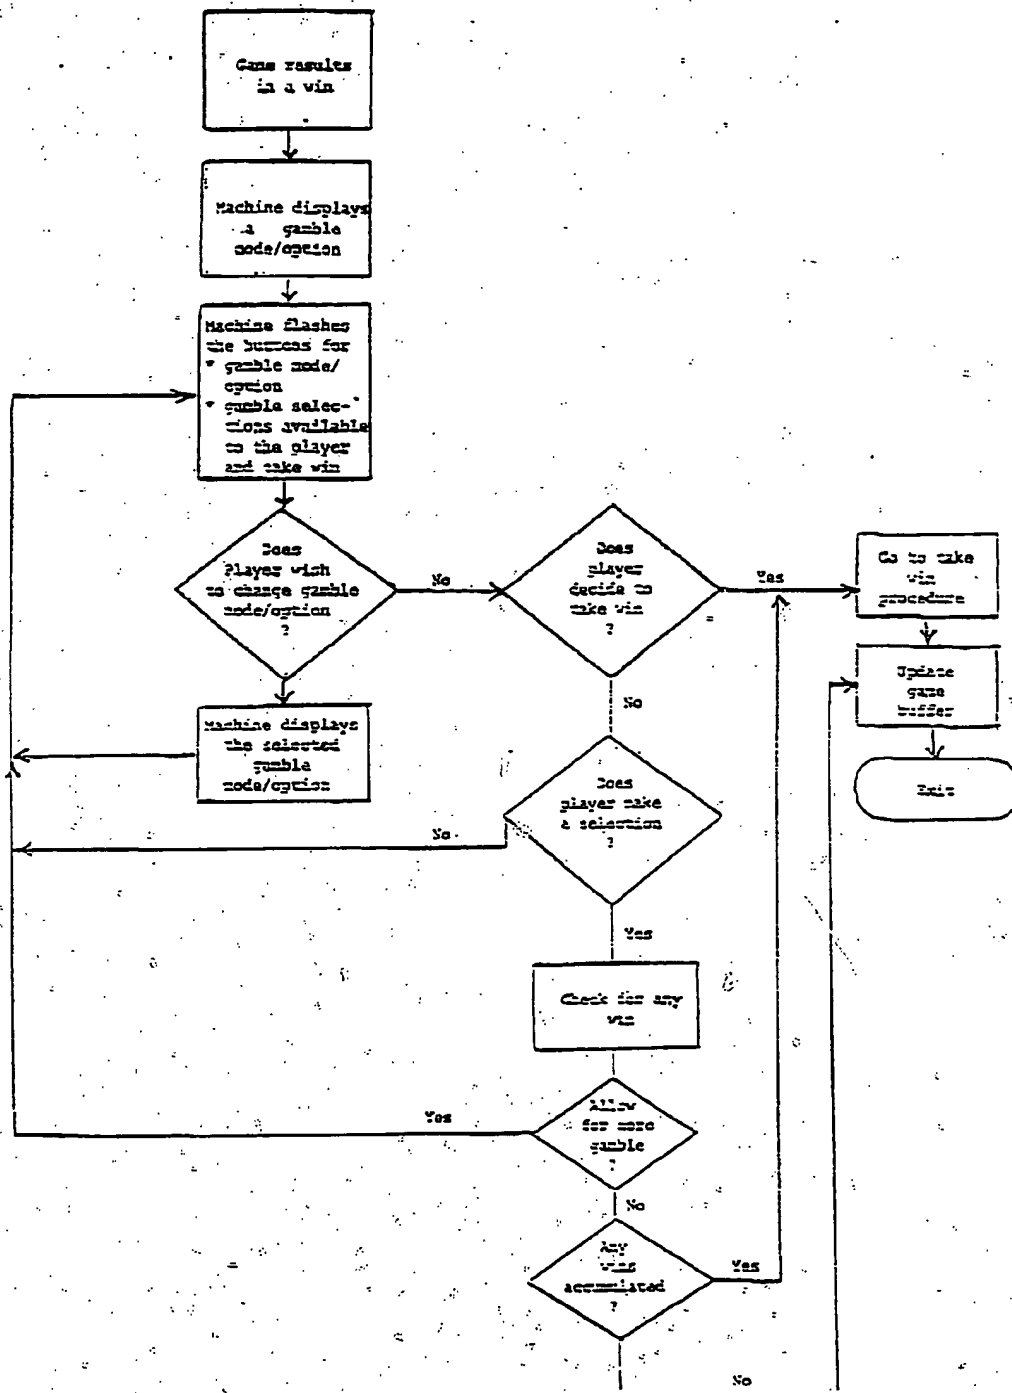 Game results
in a win
Machine displays
a gamble
mode/option
Machine flashes
the buttons for
* gamble mode/
option
* gamble selec-
tions available
to the player
and take win
Does
Player wish
to change gamble
mode/option
?
No
Does
player
decide to
take win
?
Yes
Go to take
win
procedure
Update
game
buffer
Exit
No
Machine displays
the selected
gamble
mode/option
Does
player make
a selection
?
No
Yes
Check for any
win
Allow
for more
gamble
?
Yes
No
Any
wins
accumulated
?
Yes
No